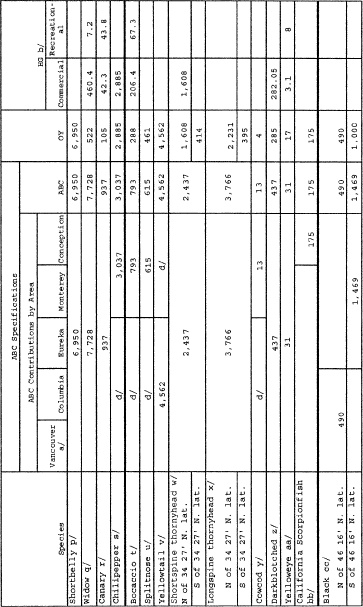 ABC Specifications
ABC Contributions by Area
HG b/
Species
Vancouver a/
Columbia
Eureka
Monterey
Conception
ABC
OY
Commercial
Recreation-
al
Shortbelly p/ 6,950 6,950 6,950
Widow q/ 7,728 7,728 522 460.4 7.2
Canary r/ 937 937 105 42.3 43.8
Chilipepper s/ d/ 3,037 3,037 2,885 2,885
Bocaccio t/ d/ 793 793 288 206.4 67.3
Splitnose u/ d/ 615 615 461
Yellowtail v/ 4,562 d/ 4,562 4,562
Shortspine thornyhead w/
N of 34 27' N. lat. 2,437 2,437 1,608 1,608
S of 34 27' N. lat. 414
Longspine thornyhead x/
N of 34 27' N. lat. 3,766 3,766 2,231
S of 34 27' N. lat. 395
Cowcod y/ d/ 13 13 4
Darkblotched z/ 437 437 285 282.05
Yelloweye aa/ 31 31 17 3.1 8
California Scorpionfish
bb/ 175 175 175
Black cc/
N of 46 16' N. lat. 490 490 490
S of 46 16' N. lat. 1,469 1,469 1,000